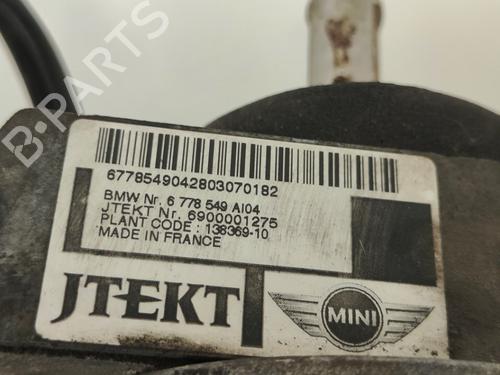 B-PARTS
6778549042803070182
BMW Nr. 6 778 549 AI04
JTEKT Nr. 6900001275
PLANT CODE : 138369-10
MADE IN FRANCE
JTEKT
MINI